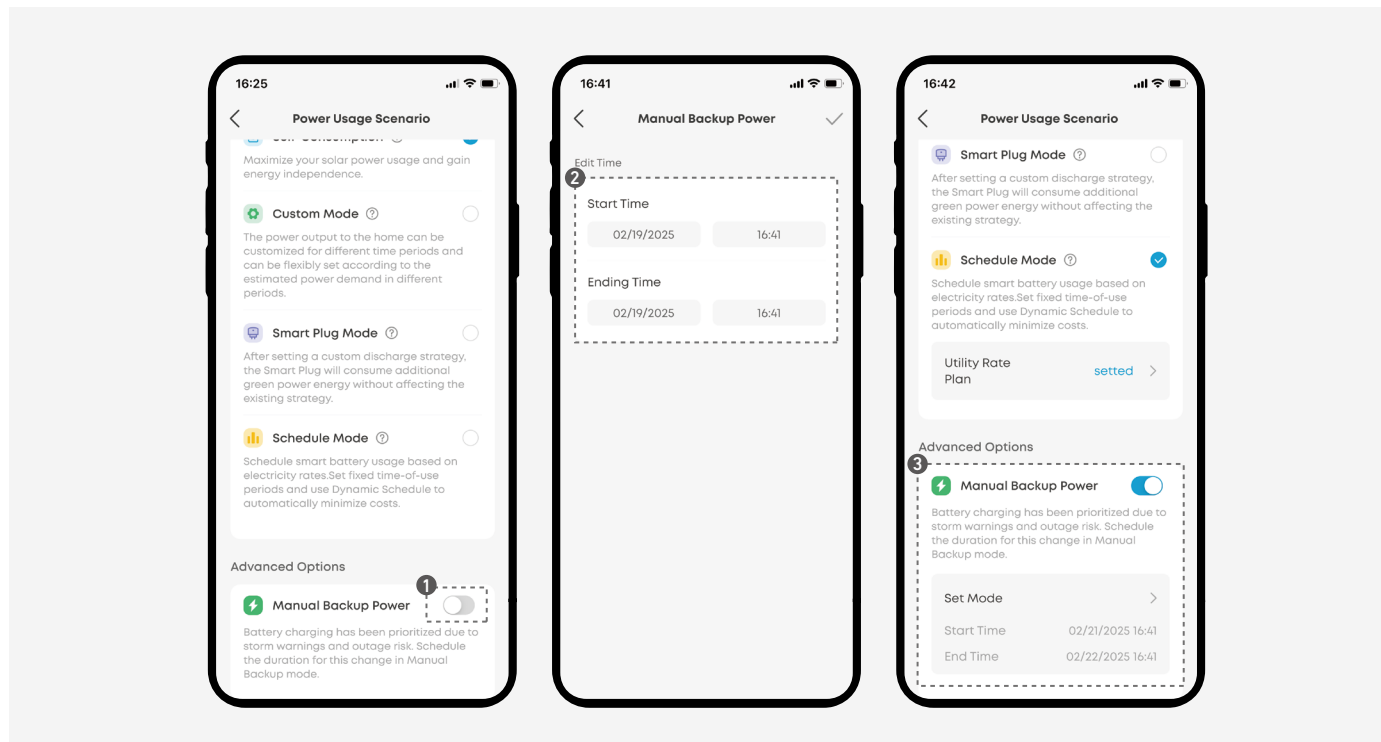 16:25
Power Usage Scenario
Self-Consumption ?
Maximize your solar power usage and gain
energy independence.
Custom Mode ?
The power output to the home can be
customized for different time periods and
can be flexibly set according to the
estimated power demand in different
periods.
Smart Plug Mode ?
After setting a custom discharge strategy,
the Smart Plug will consume additional
green power energy without affecting the
existing strategy.
Schedule Mode ?
Schedule smart battery usage based on
electricity rates.Set fixed time-of-use
periods and use Dynamic Schedule to
automatically minimize costs.
Advanced Options
1
Manual Backup Power
Battery charging has been prioritized due to
storm warnings and outage risk. Schedule
the duration for this change in Manual
Backup mode.
16:41
Manual Backup Power
Edit Time
2
Start Time
02/19/2025 16:41
Ending Time
02/19/2025 16:41
16:42
Power Usage Scenario
Smart Plug Mode ?
After setting a custom discharge strategy,
the Smart Plug will consume additional
green power energy without affecting the
existing strategy.
Schedule Mode ?
Schedule smart battery usage based on
electricity rates.Set fixed time-of-use
periods and use Dynamic Schedule to
automatically minimize costs.
Utility Rate
Plan
setted
Advanced Options
3
Manual Backup Power
Battery charging has been prioritized due to
storm warnings and outage risk. Schedule
the duration for this change in Manual
Backup mode.
Set Mode
Start Time 02/21/2025 16:41
End Time 02/22/2025 16:41